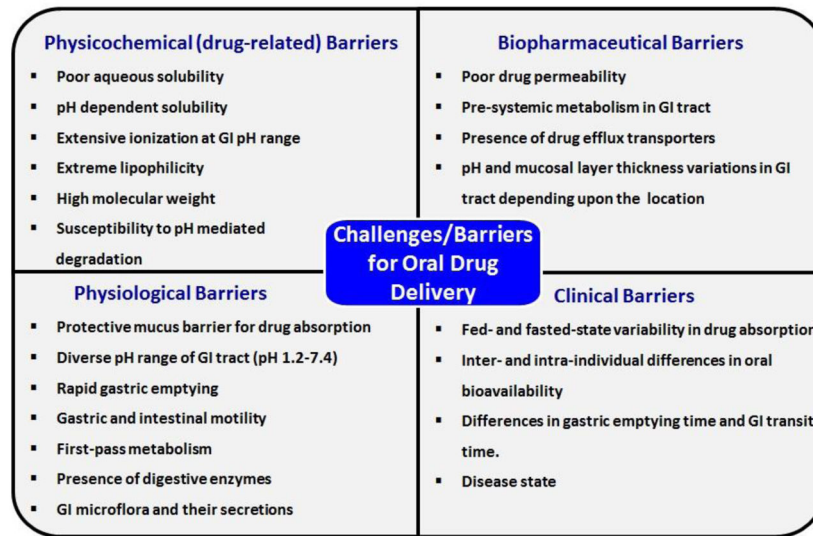 Physicochemical (drug-related) Barriers
▪ Poor aqueous solubility
▪ pH dependent solubility
▪ Extensive ionization at GI pH range
▪ Extreme lipophilicity
▪ High molecular weight
▪ Susceptibility to pH mediated
degradation
Biopharmaceutical Barriers
▪ Poor drug permeability
▪ Pre-systemic metabolism in GI tract
▪ Presence of drug efflux transporters
▪ pH and mucosal layer thickness variations in GI
tract depending upon the location
Challenges/Barriers
for Oral Drug
Delivery
Physiological Barriers
▪ Protective mucus barrier for drug absorption
▪ Diverse pH range of GI tract (pH 1.2-7.4)
▪ Rapid gastric emptying
▪ Gastric and intestinal motility
▪ First-pass metabolism
▪ Presence of digestive enzymes
▪ GI microflora and their secretions
Clinical Barriers
▪ Fed- and fasted-state variability in drug absorption
▪ Inter- and intra-individual differences in oral
bioavailability
▪ Differences in gastric emptying time and GI transit
time.
▪ Disease state